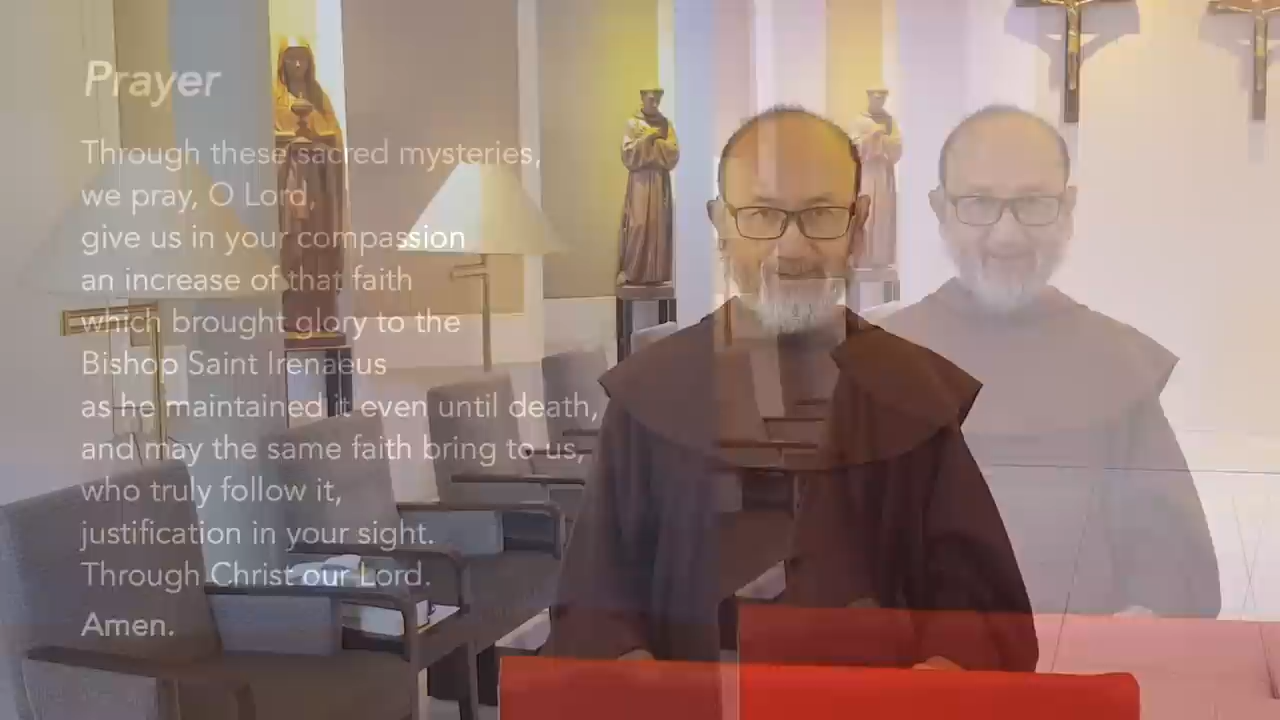 Prayer
Through these sacred mysteries,
we pray, O Lord,
give us in your compassion
an increase of that faith
which brought glory to the
Bishop Saint Irenaeus
as he maintained it even until death,
and may the same faith bring to us,
who truly follow it,
justification in your sight.
Through Christ our Lord.
Amen.